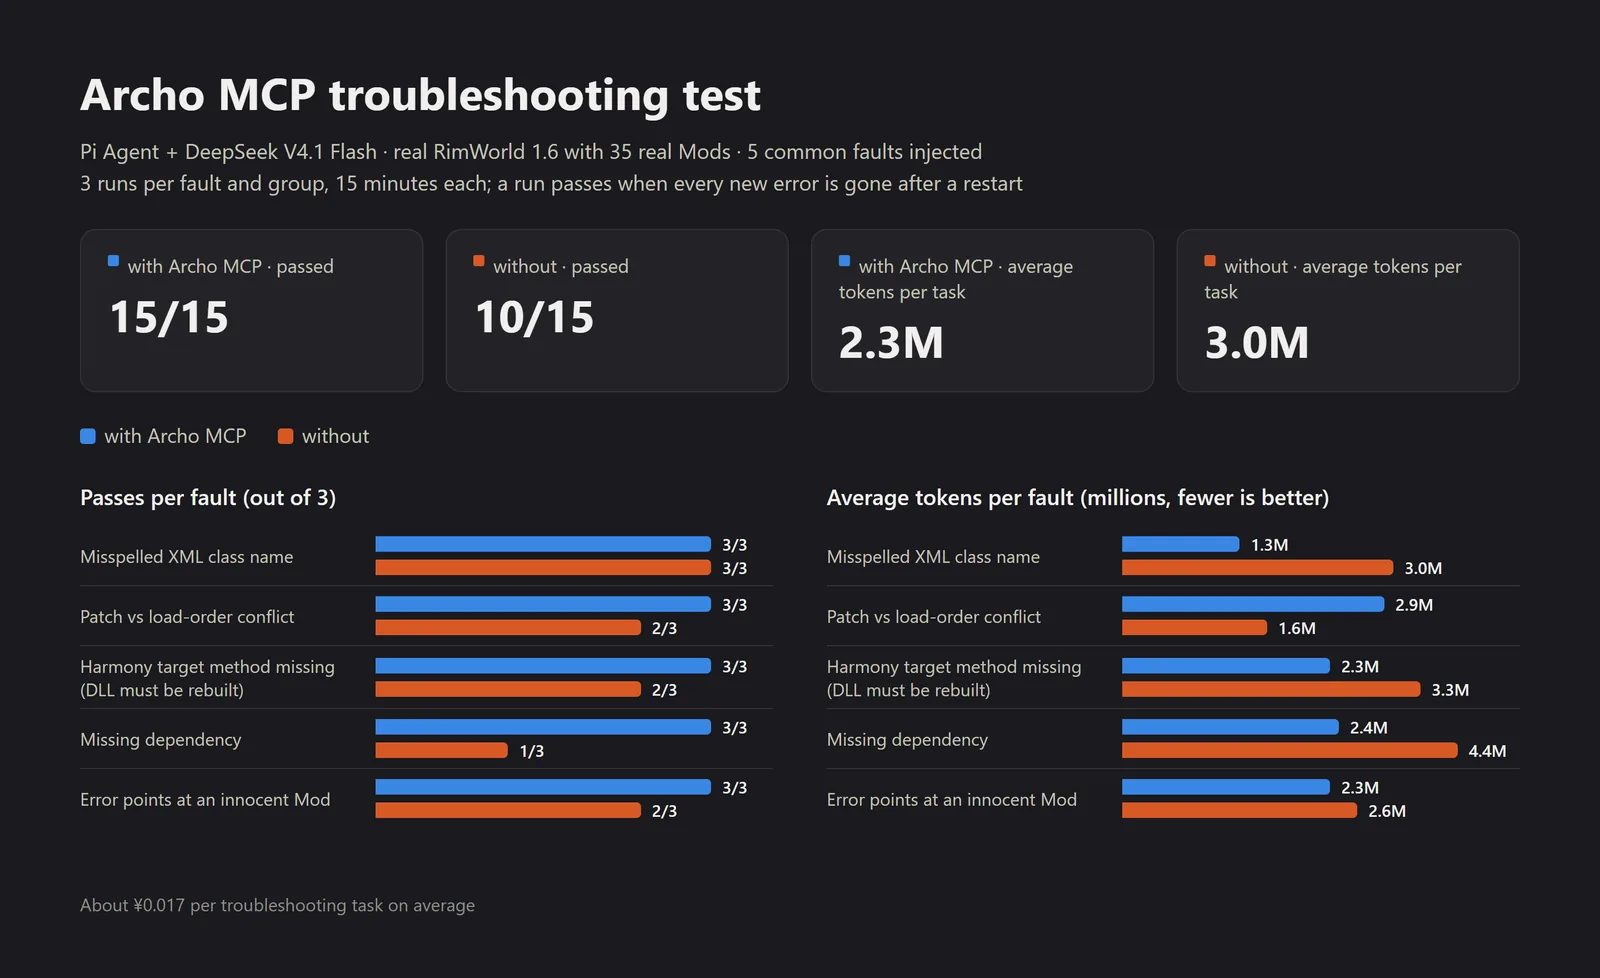 Archo MCP troubleshooting test
Pi Agent + DeepSeek V4.1 Flash · real RimWorld 1.6 with 35 real Mods · 5 common faults injected
3 runs per fault and group, 15 minutes each; a run passes when every new error is gone after a restart
with Archo MCP · passed
15/15
without · passed
10/15
with Archo MCP · average
tokens per task
2.3M
without · average tokens per
task
3.0M
with Archo MCP
without
Passes per fault (out of 3)
Misspelled XML class name
3/3
3/3
Patch vs load-order conflict
3/3
2/3
Harmony target method missing
(DLL must be rebuilt)
3/3
2/3
Missing dependency
3/3
1/3
Error points at an innocent Mod
3/3
2/3
Average tokens per fault (millions, fewer is better)
Misspelled XML class name
1.3M
3.0M
Patch vs load-order conflict
2.9M
1.6M
Harmony target method missing
(DLL must be rebuilt)
2.3M
3.3M
Missing dependency
2.4M
4.4M
Error points at an innocent Mod
2.3M
2.6M
About ¥0.017 per troubleshooting task on average